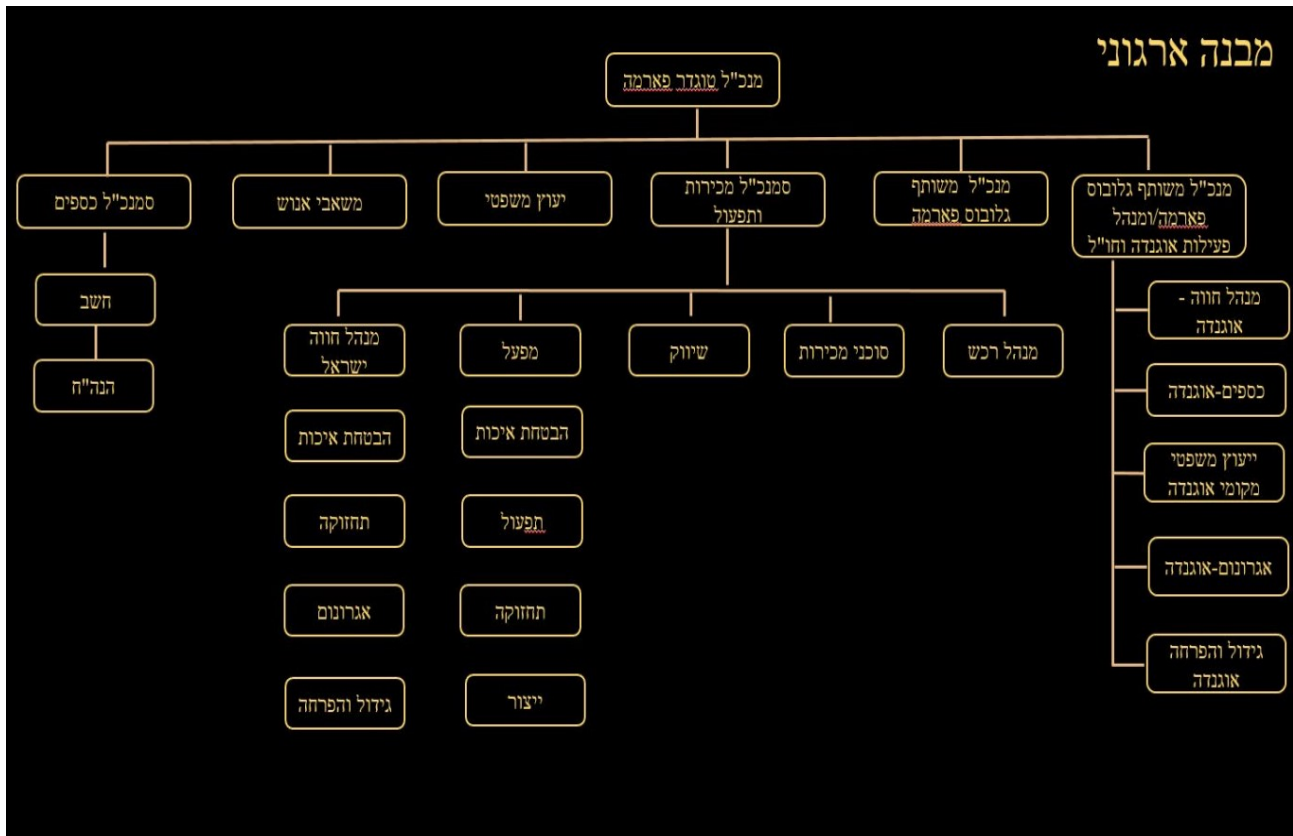 מבנה ארגוני
מנכ"ל טוגדר פארמה
מנכ"ל משותף גלובוס
פארמה/ומנהל
פעילות אוגנדה וחו"ל
מנכ"ל משותף
גלובוס פארמה
סמנכ"ל מכירות
ותפעול
יעוץ משפטי
משאבי אנוש
סמנכ"ל כספים
מנהל חווה -
אוגנדה
כספים-אוגנדה
ייעוץ משפטי
מקומי אוגנדה
אגרונום-אוגנדה
גידול והפרחה
אוגנדה
מנהל רכש
סוכני מכירות
שיווק
מפעל
הבטחת איכות
תפעול
תחזוקה
ייצור
מנהל חווה
ישראל
הבטחת איכות
תחזוקה
אגרונום
גידול והפרחה
חשב
הנה"ח